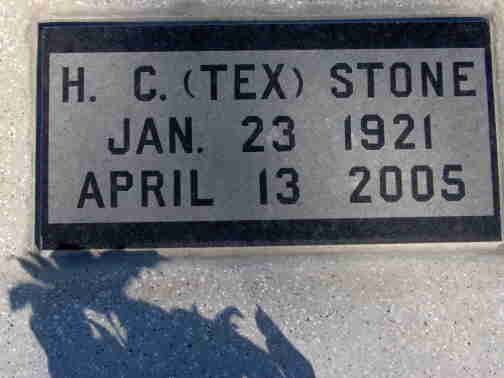 H. C. (TEX) STONE
JAN. 23 1921
APRIL 13 2005